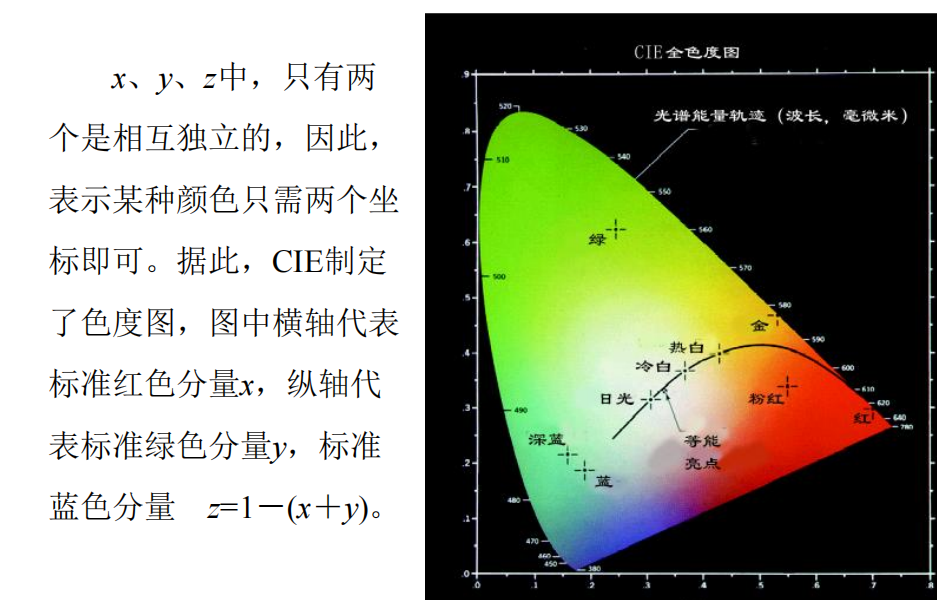 x、y、z中，只有两
个是相互独立的，因此，
表示某种颜色只需两个坐
标即可。据此，CIE制定
了色度图，图中横轴代表
标准红色分量x，纵轴代
表标准绿色分量y，标准
蓝色分量 z=1－(x＋y)。
CIE全色度图
光谱能量轨迹（波长，毫微米）
.9
.8
.7
.6
.5
.4
.3
.2
.1
.0
520
530
510
540
550
绿
560
500
570
580
金
590
热白
冷白
600
日光
粉红
610
620
红
640
780
490
深蓝
等能
亮点
蓝
480
470
460
450
380
.0 .1 .2 .3 .4 .5 .6 .7 .8